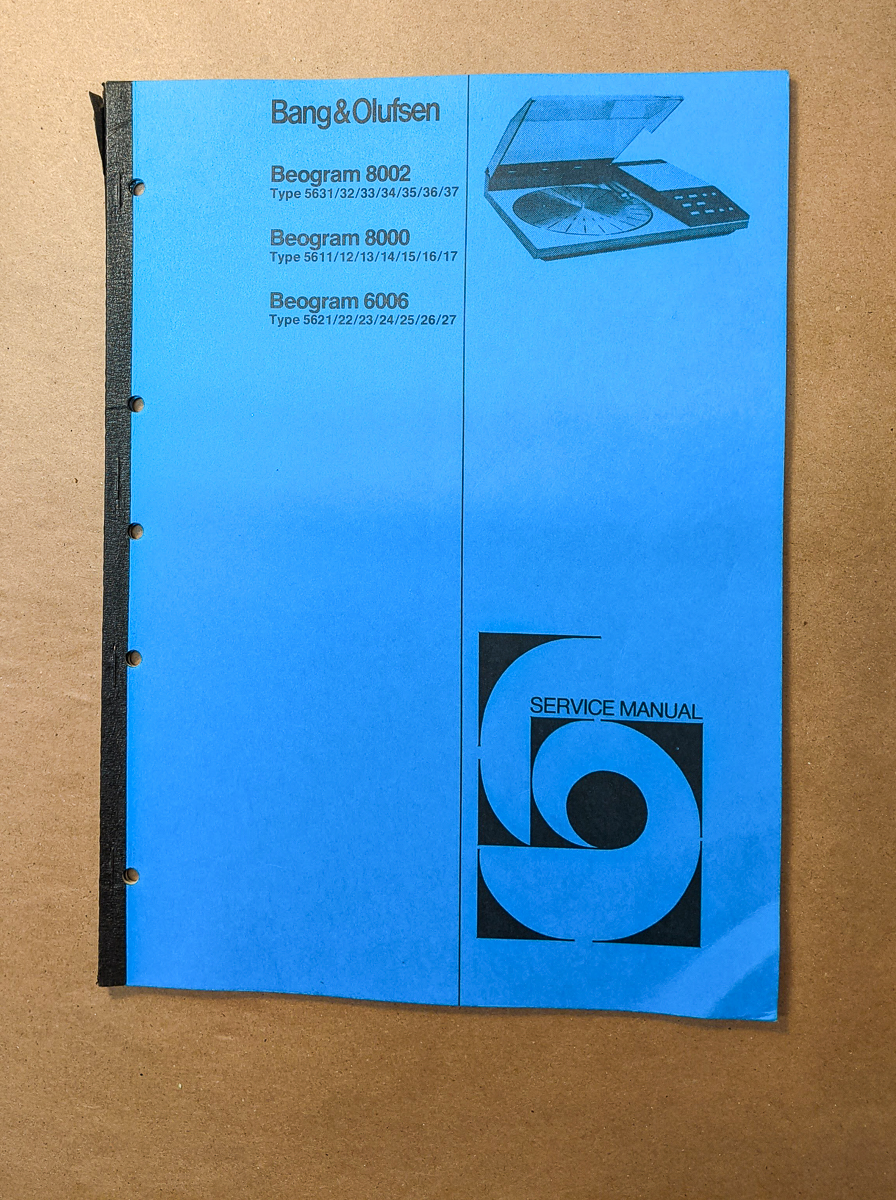 Bang&Olufsen
Beogram 8002
Type 5631/32/33/34/35/36/37
Beogram 8000
Type 5611/12/13/14/15/16/17
Beogram 6006
Type 5621/22/23/24/25/26/27
SERVICE MANUAL